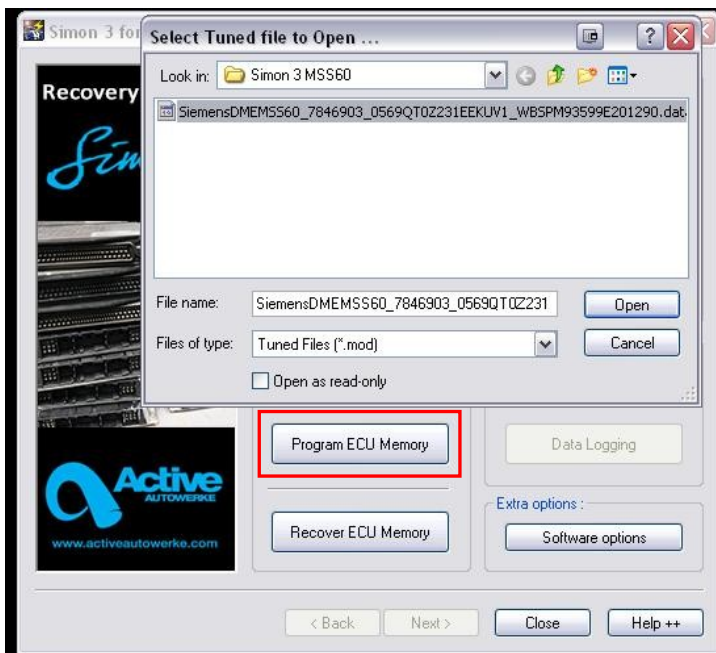 Simon 3 for
Select Tuned file to Open ...
Look in:
Simon 3 MSS60
SiemensDMEMSS60_7846903_0569QT0Z231EEKUV1_WBSPM93599E201290.dat.
File name:
SiemensDMEMSS60_7846903_0569QT0Z231
Open
Files of type:
Tuned Files (*.mod)
Cancel
Open as read-only
Recovery
Sim
Program ECU Memory
Data Logging
Active
AUTOWERKE
www.activeautowerke.com
Recover ECU Memory
Extra options :
Software options
< Back
Next >
Close
Help ++